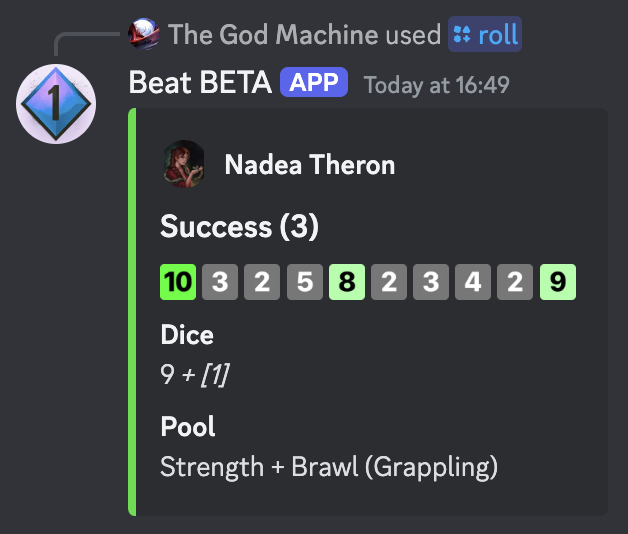 The God Machine used roll
1
Beat BETA APP Today at 16:49
Nadea Theron
Success (3)
10 3 2 5 8 2 3 4 2 9
Dice
9 + [1]
Pool
Strength + Brawl (Grappling)